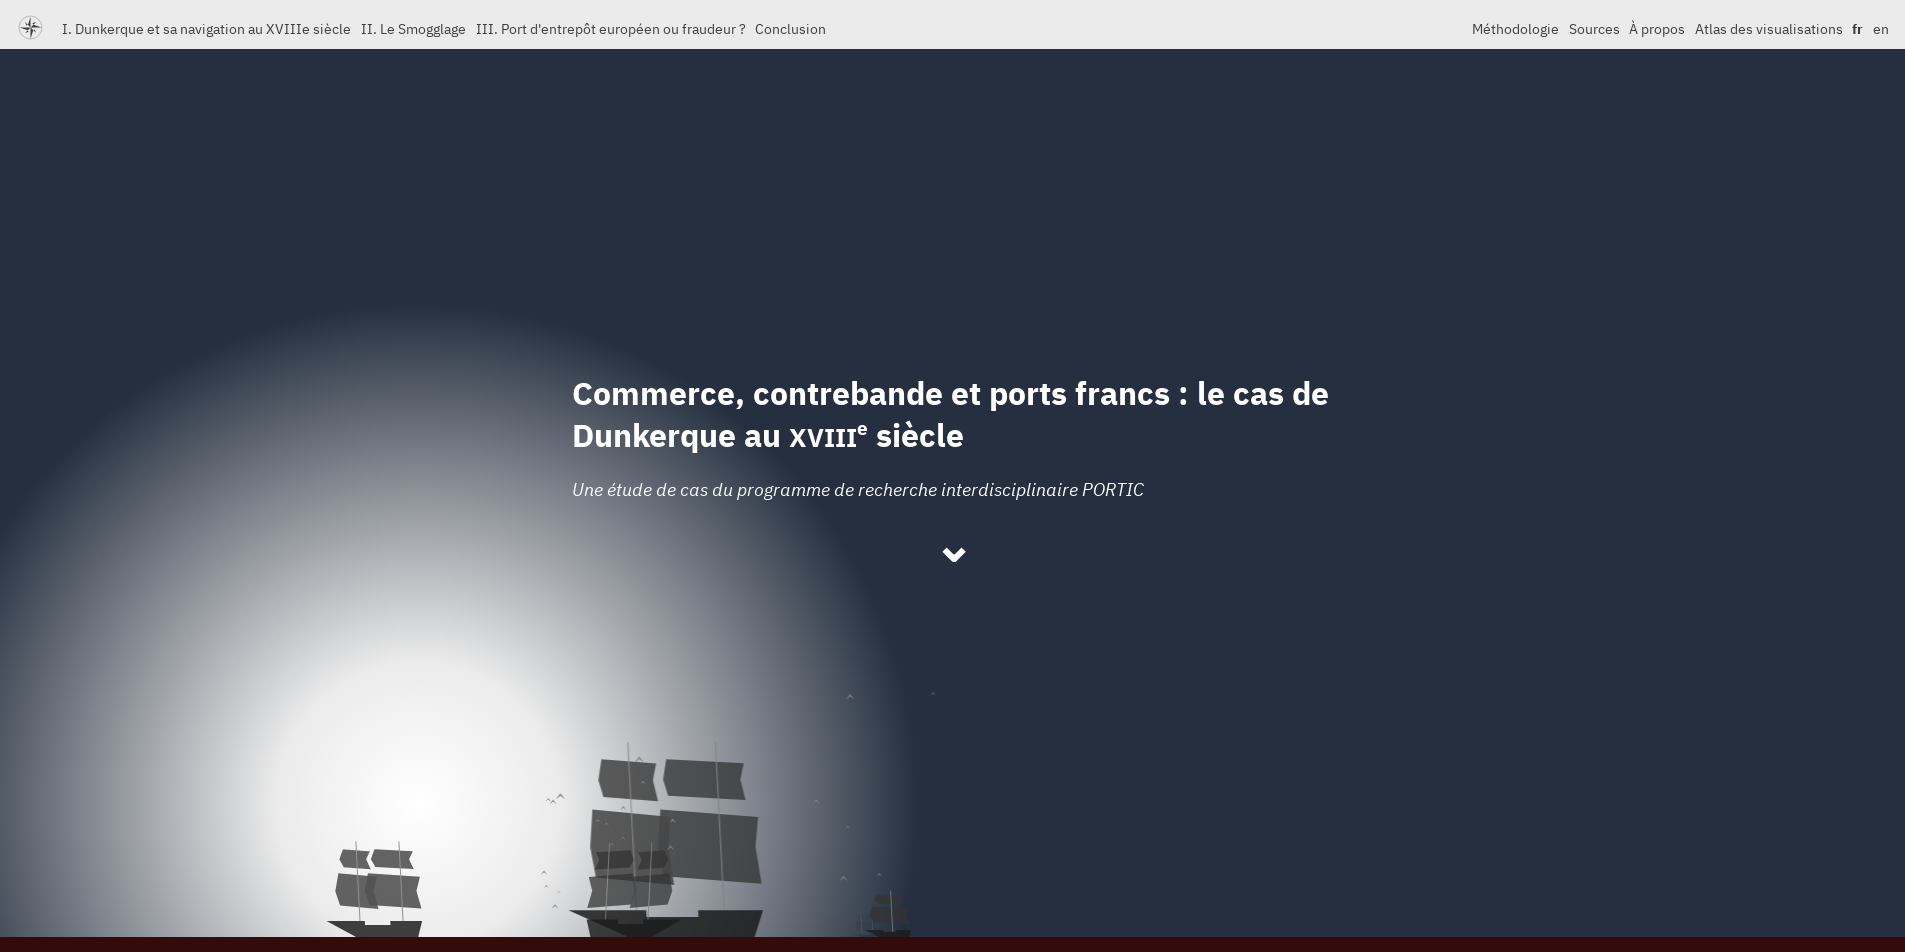 I. Dunkerque et sa navigation au XVIIIe siècle II. Le Smogglage III. Port d'entrepôt européen ou fraudeur ? Conclusion Méthodologie Sources À propos Atlas des visualisations fr en
Commerce, contrebande et ports francs : le cas de
Dunkerque au XVIIIe siècle
Une étude de cas du programme de recherche interdisciplinaire PORTIC